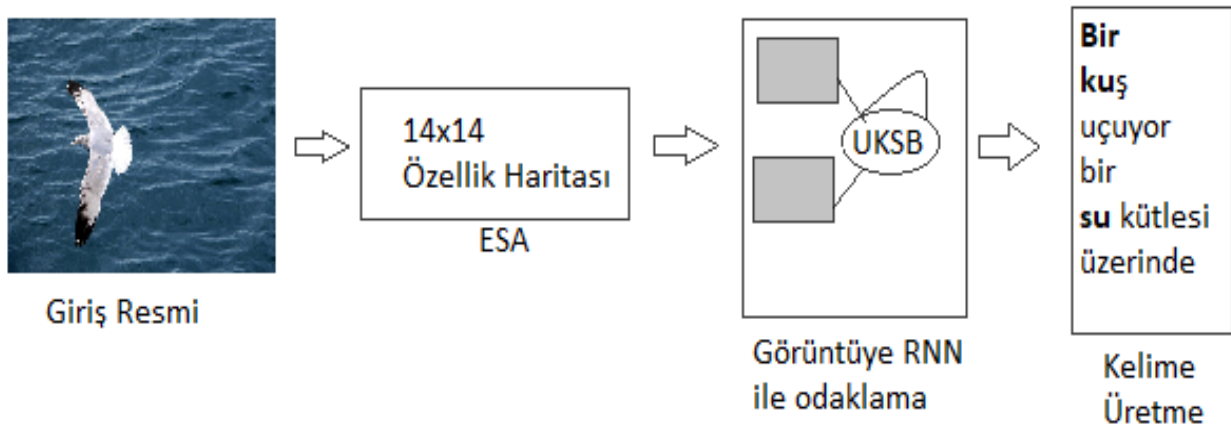 Giriş Resmi
14x14
Özellik Haritası
ESA
UKSB
Görüntüye RNN
ile odaklama
Bir
kuş
uçuyor
bir
su kütlesi
üzerinde
Kelime
Üretme